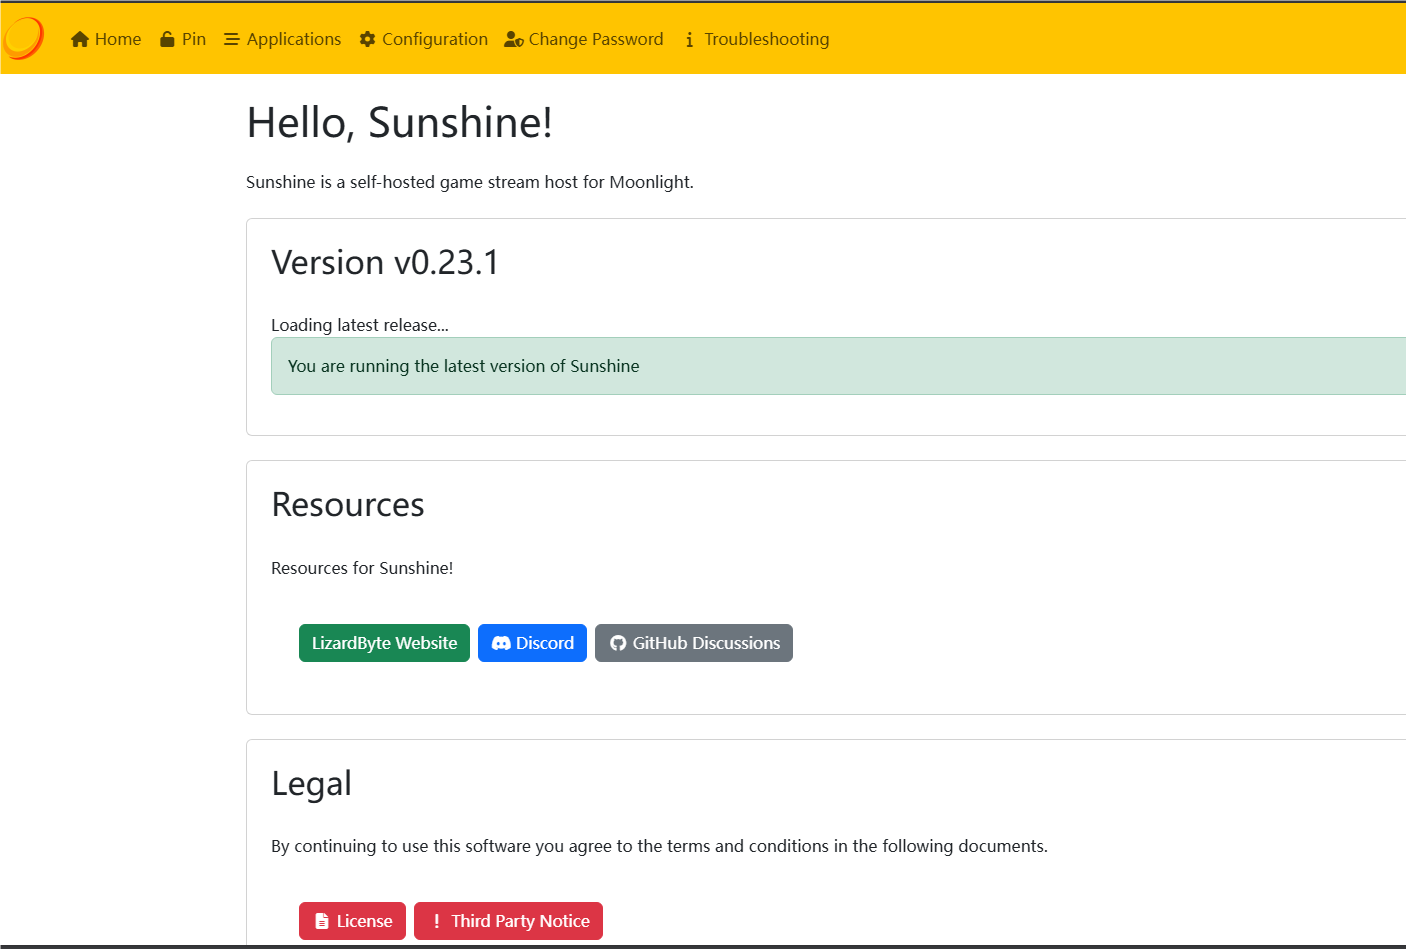 Home Pin Applications Configuration Change Password Troubleshooting
Hello, Sunshine!
Sunshine is a self-hosted game stream host for Moonlight.
Version v0.23.1
Loading latest release...
You are running the latest version of Sunshine
Resources
Resources for Sunshine!
LizardByte Website Discord GitHub Discussions
Legal
By continuing to use this software you agree to the terms and conditions in the following documents.
License Third Party Notice